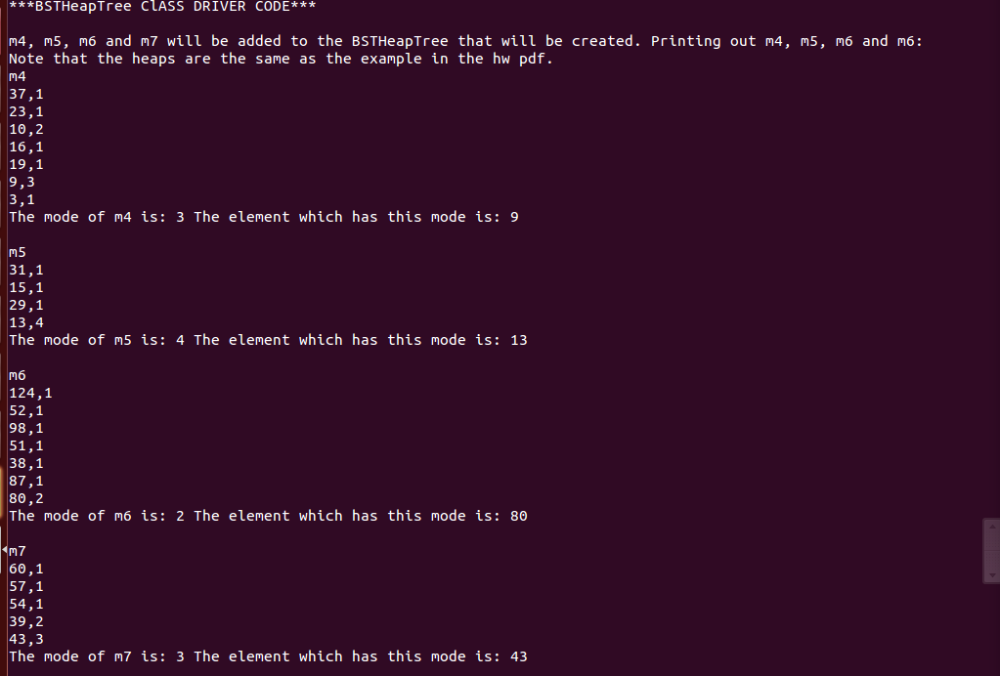 ***BSTHeapTree ClASS DRIVER CODE***
m4, m5, m6 and m7 will be added to the BSTHeapTree that will be created. Printing out m4, m5, m6 and m6:
Note that the heaps are the same as the example in the hw pdf.
m4
37,1
23,1
10,2
16,1
19,1
9,3
3,1
The mode of m4 is: 3 The element which has this mode is: 9
m5
31,1
15,1
29,1
13,4
The mode of m5 is: 4 The element which has this mode is: 13
m6
124,1
52,1
98,1
51,1
38,1
87,1
80,2
The mode of m6 is: 2 The element which has this mode is: 80
m7
60,1
57,1
54,1
39,2
43,3
The mode of m7 is: 3 The element which has this mode is: 43